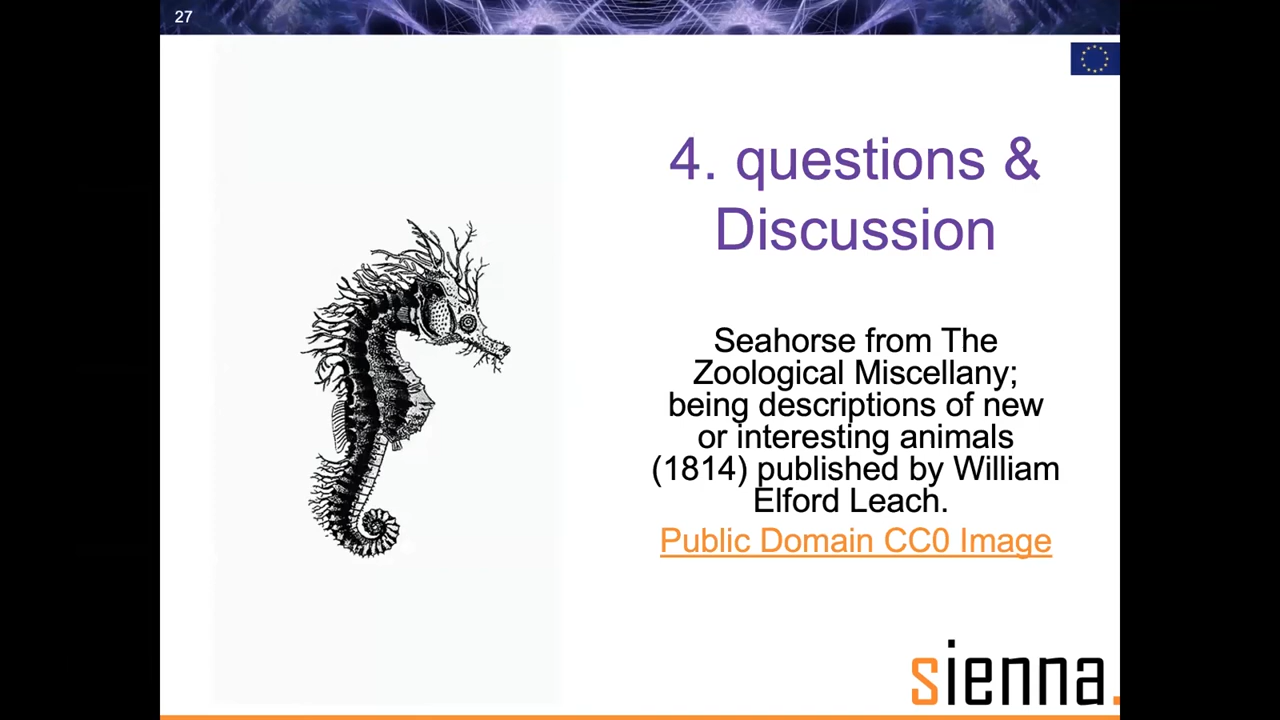 27
4. questions &
Discussion
Seahorse from The
Zoological Miscellany;
being descriptions of new
or interesting animals
(1814) published by William
Elford Leach.
Public Domain CC0 Image
sienna.